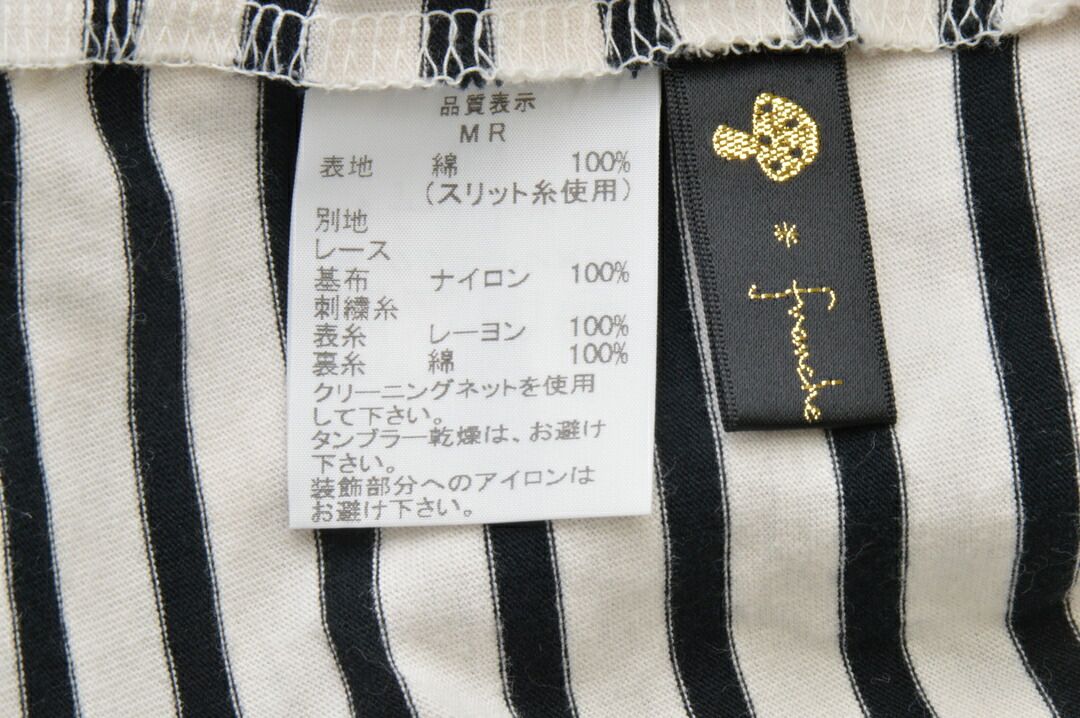 品質表示
MR
表地 綿 100%
(スリット糸使用)
別地
レース
基布 ナイロン 100%
刺繍糸
表糸 レーヨン 100%
裏糸 綿 100%
クリーニングネットを使用
して下さい。
タンブラー乾燥は、お避け
下さい。
装飾部分へのアイロンは
お避け下さい。
franche